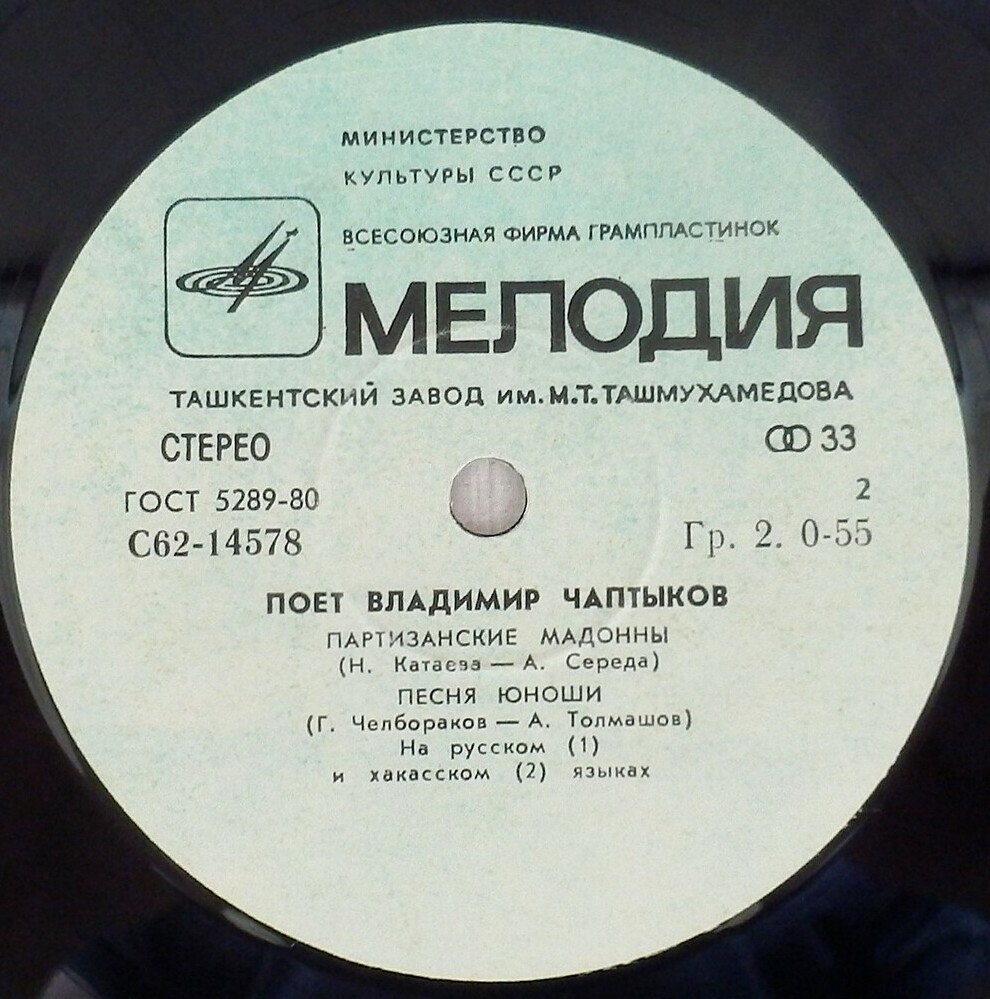 МИНИСТЕРСТВО
КУЛЬТУРЫ СССР
ВСЕСОЮЗНАЯ ФИРМА ГРАМПЛАСТИНОК
МЕЛОДИЯ
ТАШКЕНТСКИЙ ЗАВОД ИМ. М.Т. ТАШМУХАМЕДОВА
СТЕРЕО
33
ГОСТ 5289-80
2
С62-14578
Гр. 2. 0-55
ПОЕТ ВЛАДИМИР ЧАПТЫКОВ
ПАРТИЗАНСКИЕ МАДОННЫ
(Н. Катаева — А. Середа)
ПЕСНЯ ЮНОШИ
(Г. Челбораков — А. Толмашов)
На русском (1)
и хакасском (2) языках